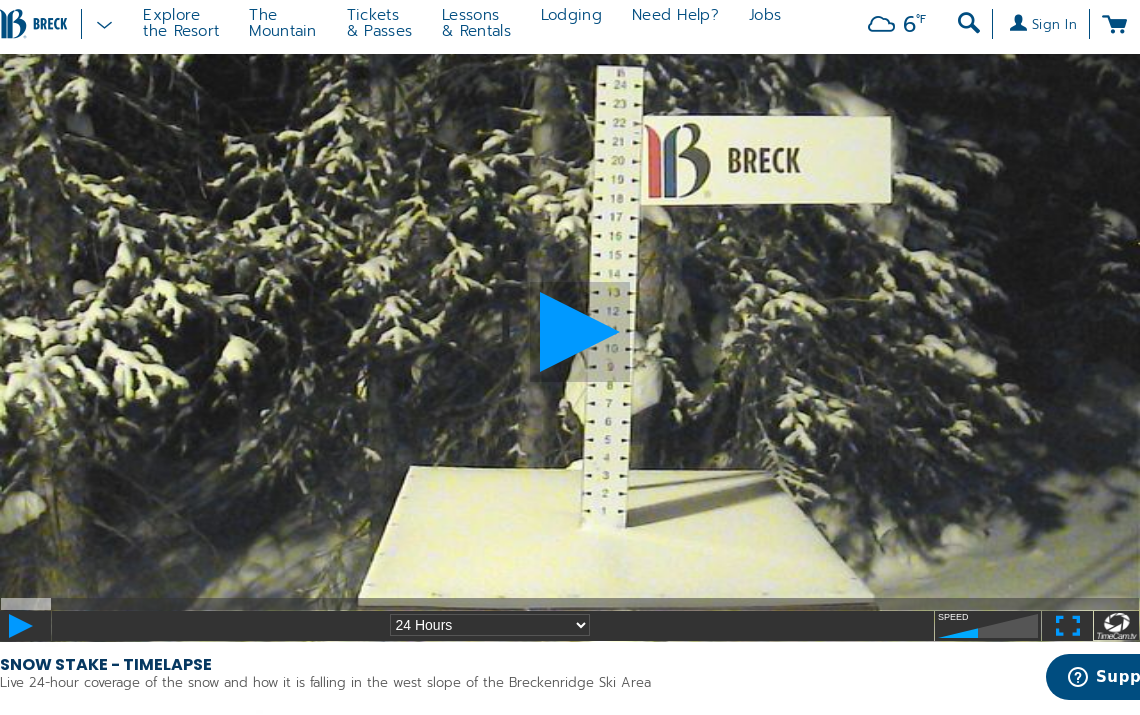 BRECK
Explore
the Resort
The
Mountain
Tickets
& Passes
Lessons
& Rentals
Lodging
Need Help?
Jobs
6°F
Sign In
24
23
22
21
20
19
18
17
16
15
14
13
12
10
9
8
7
6
5
4
3
2
1
B BRECK
24 Hours
SPEED
TimeCam.tv
SNOW STAKE - TIMELAPSE
Live 24-hour coverage of the snow and how it is falling in the west slope of the Breckenridge Ski Area
Supp